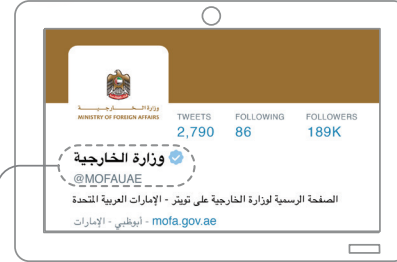 وزارة الخارجية
MINISTRY OF FOREIGN AFFAIRS
TWEETS FOLLOWING FOLLOWERS
2,790 86 189K
وزارة الخارجية
@MOFAUAE
الصفحة الرسمية لوزارة الخارجية على تويتر - الإمارات العربية المتحدة
mofa.gov.ae - أبوظبي - الإمارات